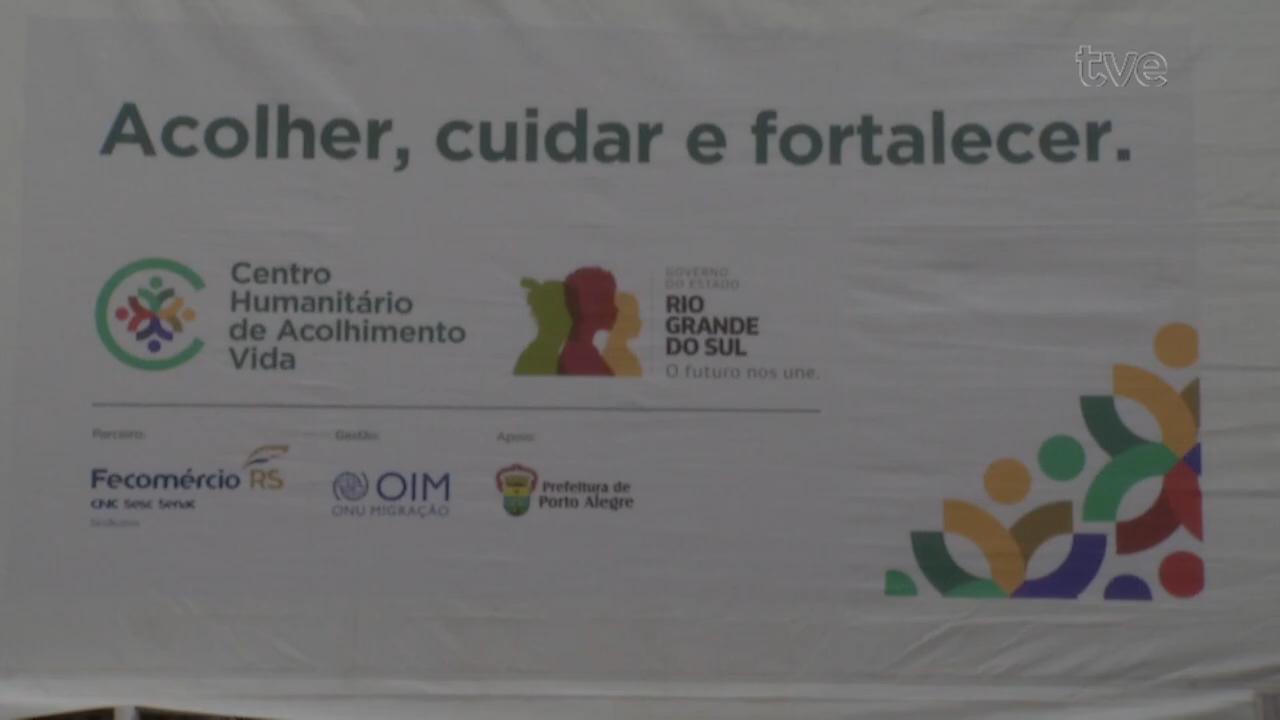 tve
Acolher, cuidar e fortalecer.
Centro
Humanitário
de Acolhimento
Vida
GOVERNO
DO ESTADO
RIO
GRANDE
DO SUL
O futuro nos une.
Parceiro:
Fecomércio RS
CNC Sesc Senac
Sindicatos
Gestão:
OIM
ONU MIGRAÇÃO
Apoio:
Prefeitura de
Porto Alegre